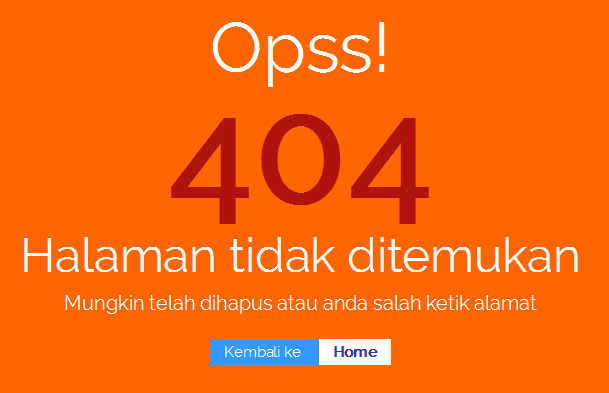 Opss!
404
Halaman tidak ditemukan
Mungkin telah dihapus atau anda salah ketik alamat
Kembali ke Home